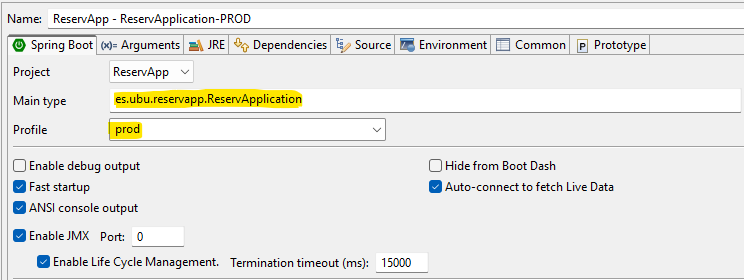 Name: ReservApp - ReservApplication-PROD
Spring Boot (x)= Arguments JRE Dependencies Source Environment Common P Prototype
Project ReservApp
Main type es.ubu.reservapp.ReservApplication
Profile prod
Enable debug output Hide from Boot Dash
Fast startup Auto-connect to fetch Live Data
ANSI console output
Enable JMX Port: 0
Enable Life Cycle Management. Termination timeout (ms): 15000